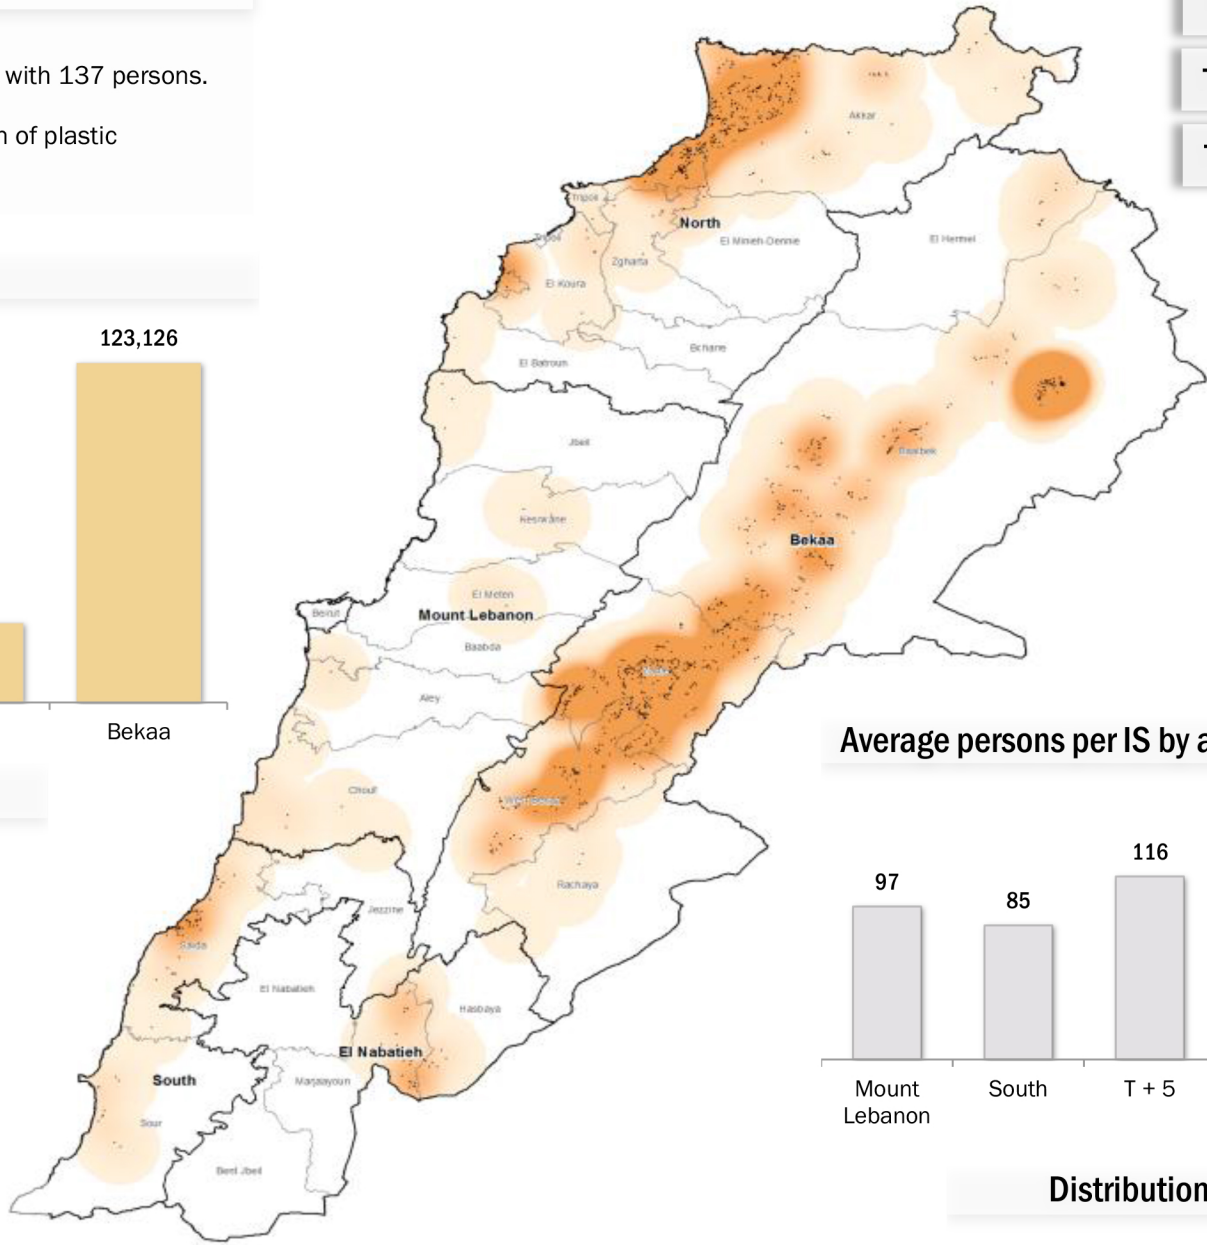 with 137 persons.
of plastic
123,126
Bekaa
Akkar
Tripoli
North
El Minieh-Dennie
El Hermel
Zgharta
El Koura
El Batroun
Bcharre
Jbeil
Baalbek
Kesrwane
Bekaa
El Meten
Beirut
Mount Lebanon
Baabda
Aley
West Bekaa
Chouf
Rachaya
Jezzine
Saida
El Nabatieh
Hasbaya
El Nabatieh
South
Marjaayoun
Sour
Bent Jbeil
Average persons per IS by a
97
85
116
Mount
Lebanon
South
T + 5
Distribution